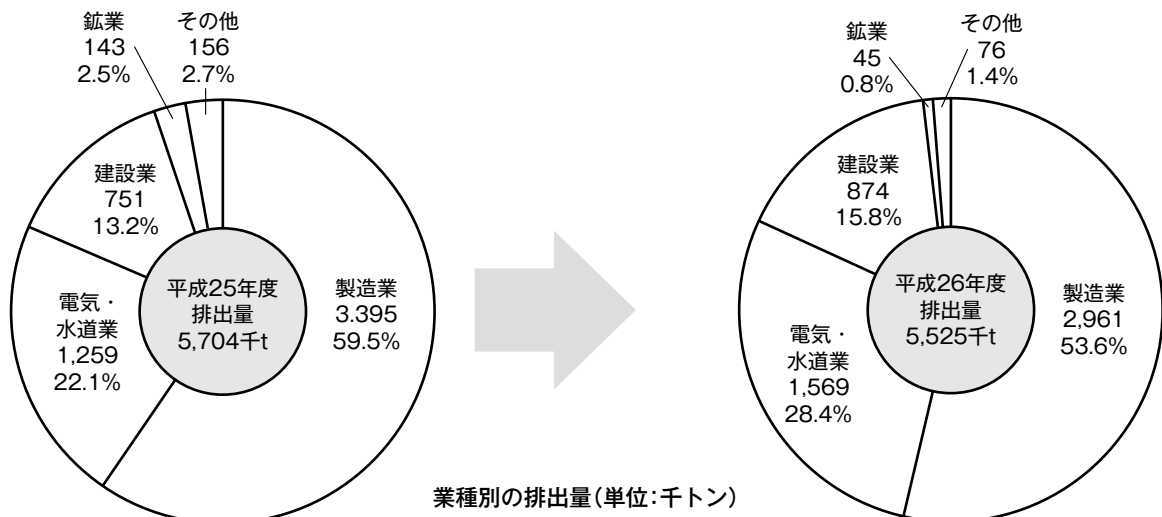 鉱業
143
2.5%
その他
156
2.7%
建設業
751
13.2%
電気・
水道業
1,259
22.1%
平成25年度
排出量
5,704千t
製造業
3.395
59.5%
鉱業
45
0.8%
その他
76
1.4%
建設業
874
15.8%
電気・
水道業
1,569
28.4%
平成26年度
排出量
5,525千t
製造業
2,961
53.6%
業種別の排出量(単位:千トン)